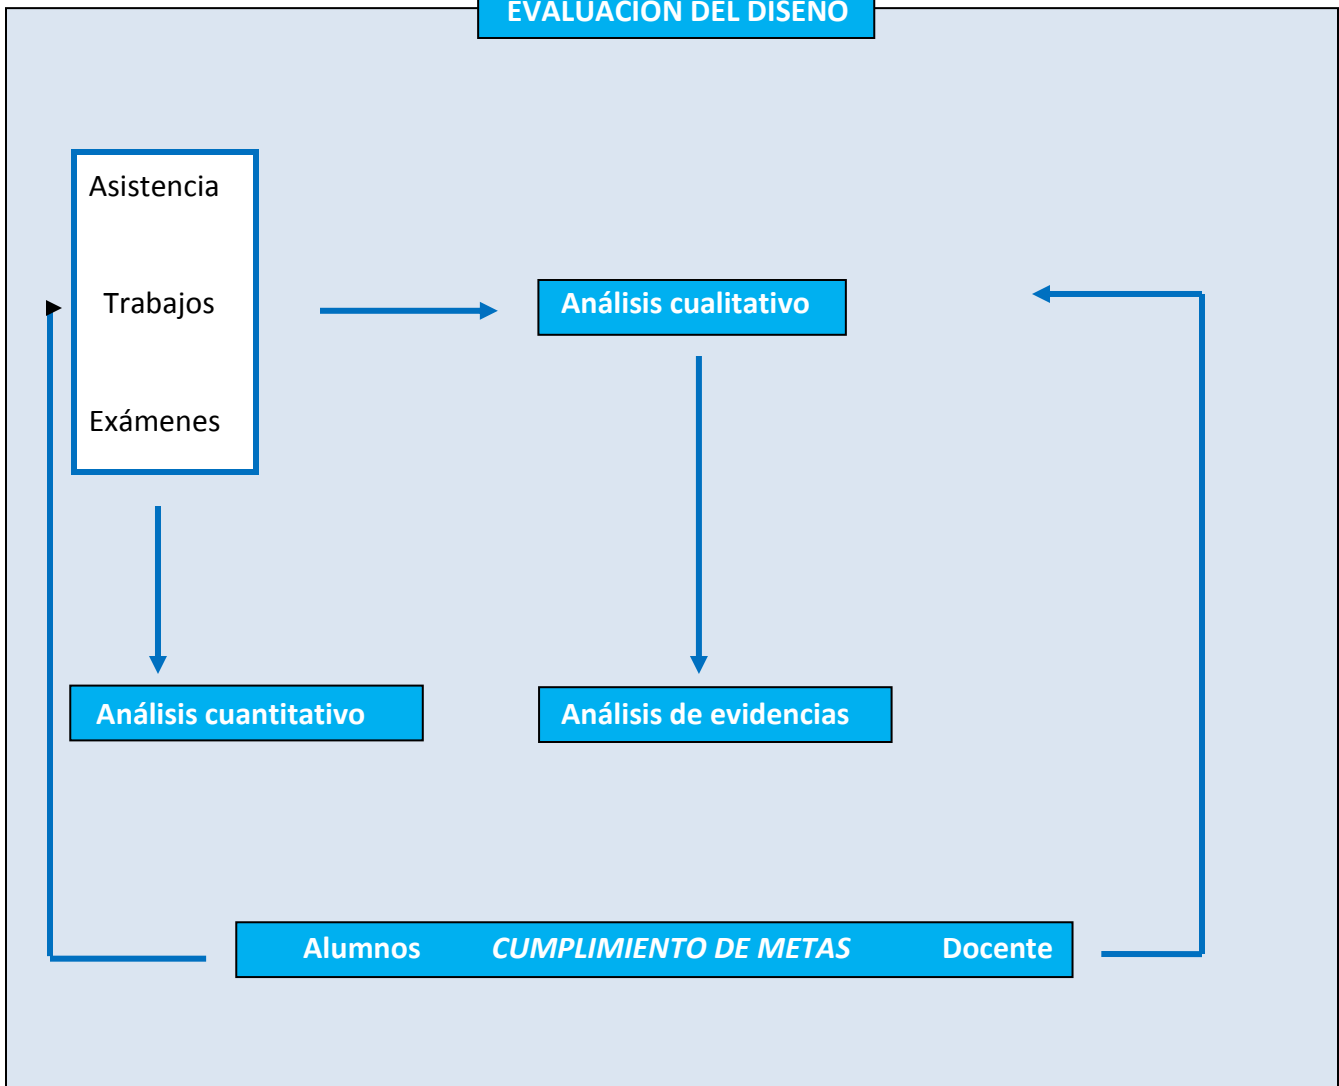 EVALUACIÓN DEL DISEÑO
Asistencia
Trabajos
Exámenes
Análisis cualitativo
Análisis cuantitativo
Análisis de evidencias
Alumnos CUMPLIMIENTO DE METAS Docente